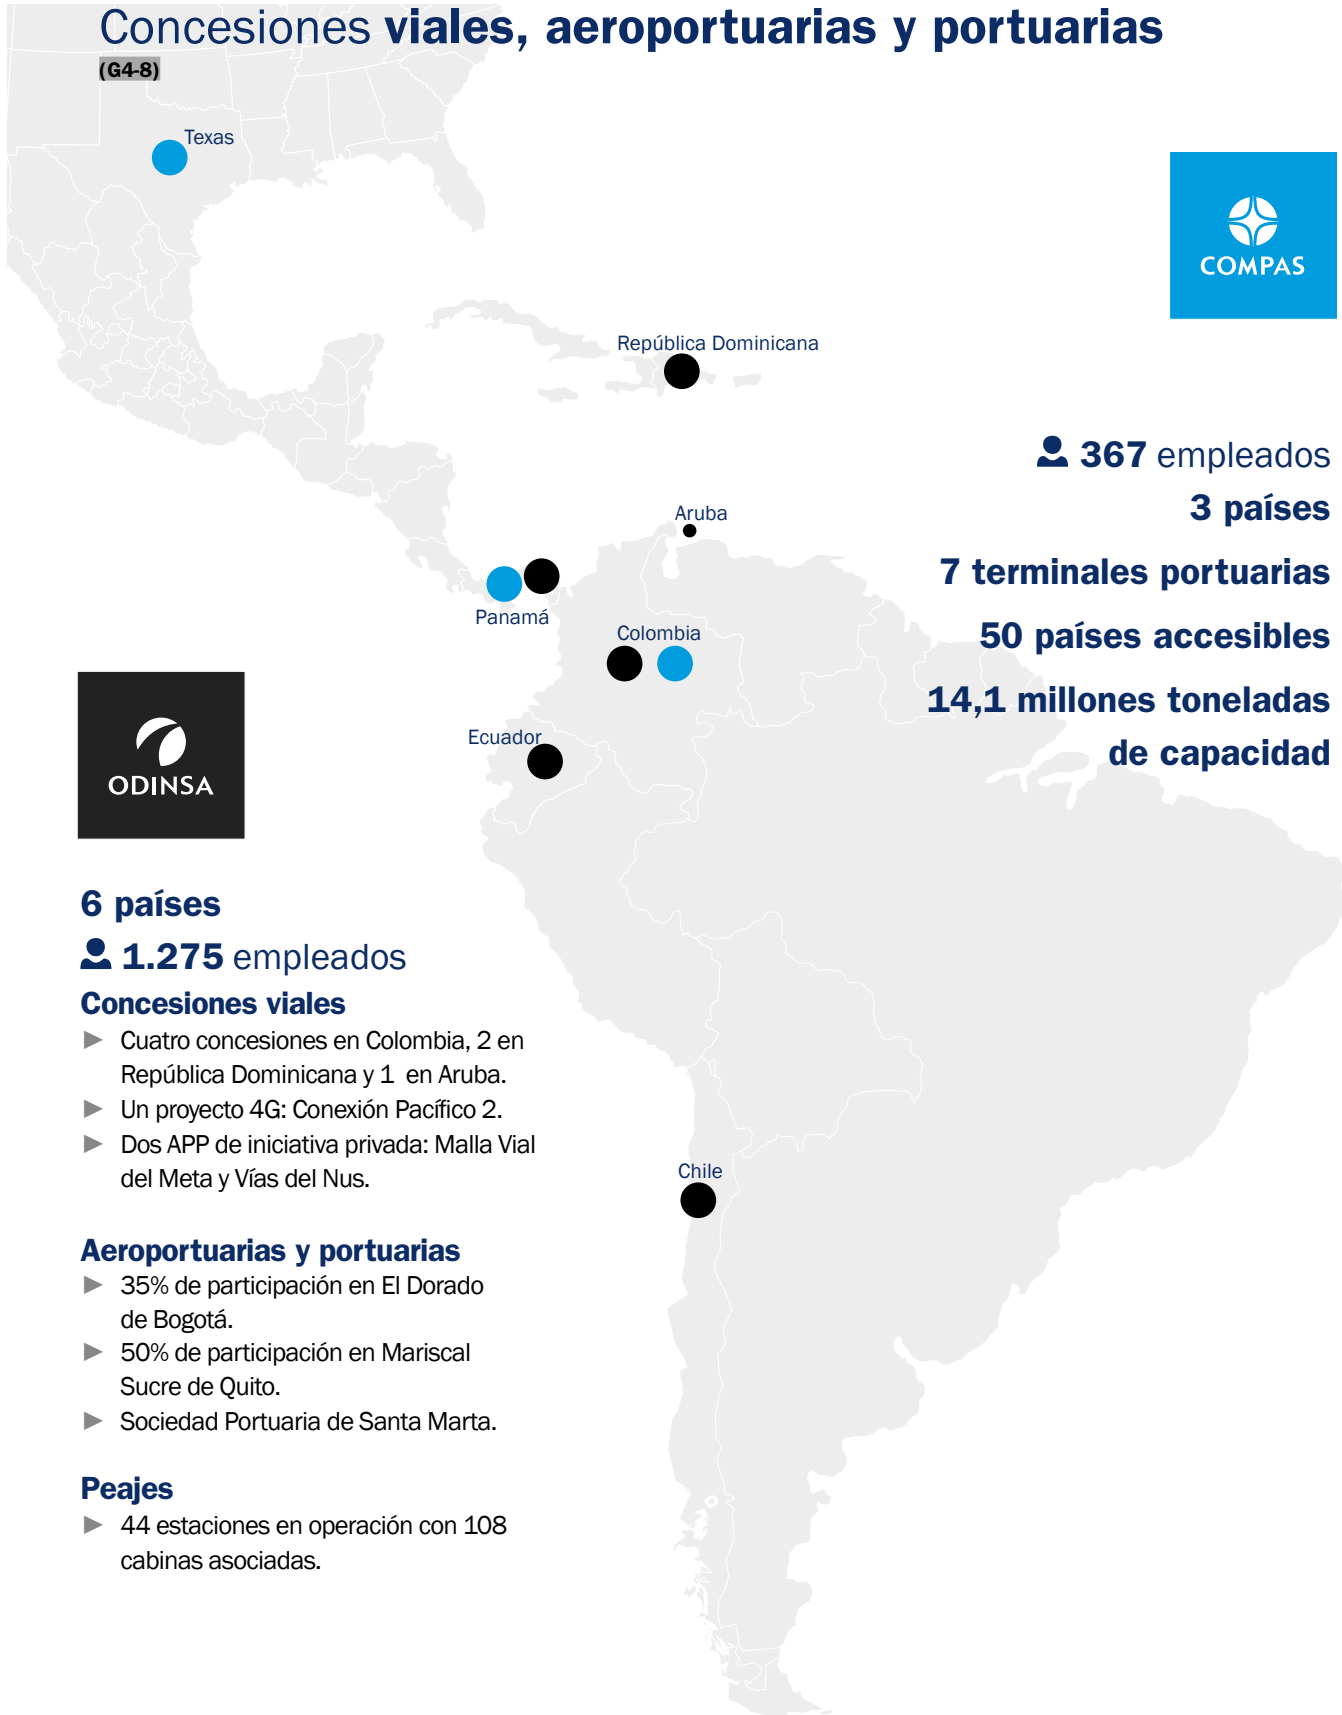 Concesiones viales, aeroportuarias y portuarias
(G4-8)
Texas
COMPAS
República Dominicana
367 empleados
3 países
Aruba
7 terminales portuarias
Panamá
Colombia
50 países accesibles
14,1 millones toneladas
de capacidad
Ecuador
ODINSA
6 países
1.275 empleados
Concesiones viales
► Cuatro concesiones en Colombia, 2 en
República Dominicana y 1 en Aruba.
► Un proyecto 4G: Conexión Pacífico 2.
► Dos APP de iniciativa privada: Malla Vial
del Meta y Vías del Nus.
Chile
Aeroportuarias y portuarias
► 35% de participación en El Dorado
de Bogotá.
► 50% de participación en Mariscal
Sucre de Quito.
► Sociedad Portuaria de Santa Marta.
Peajes
► 44 estaciones en operación con 108
cabinas asociadas.